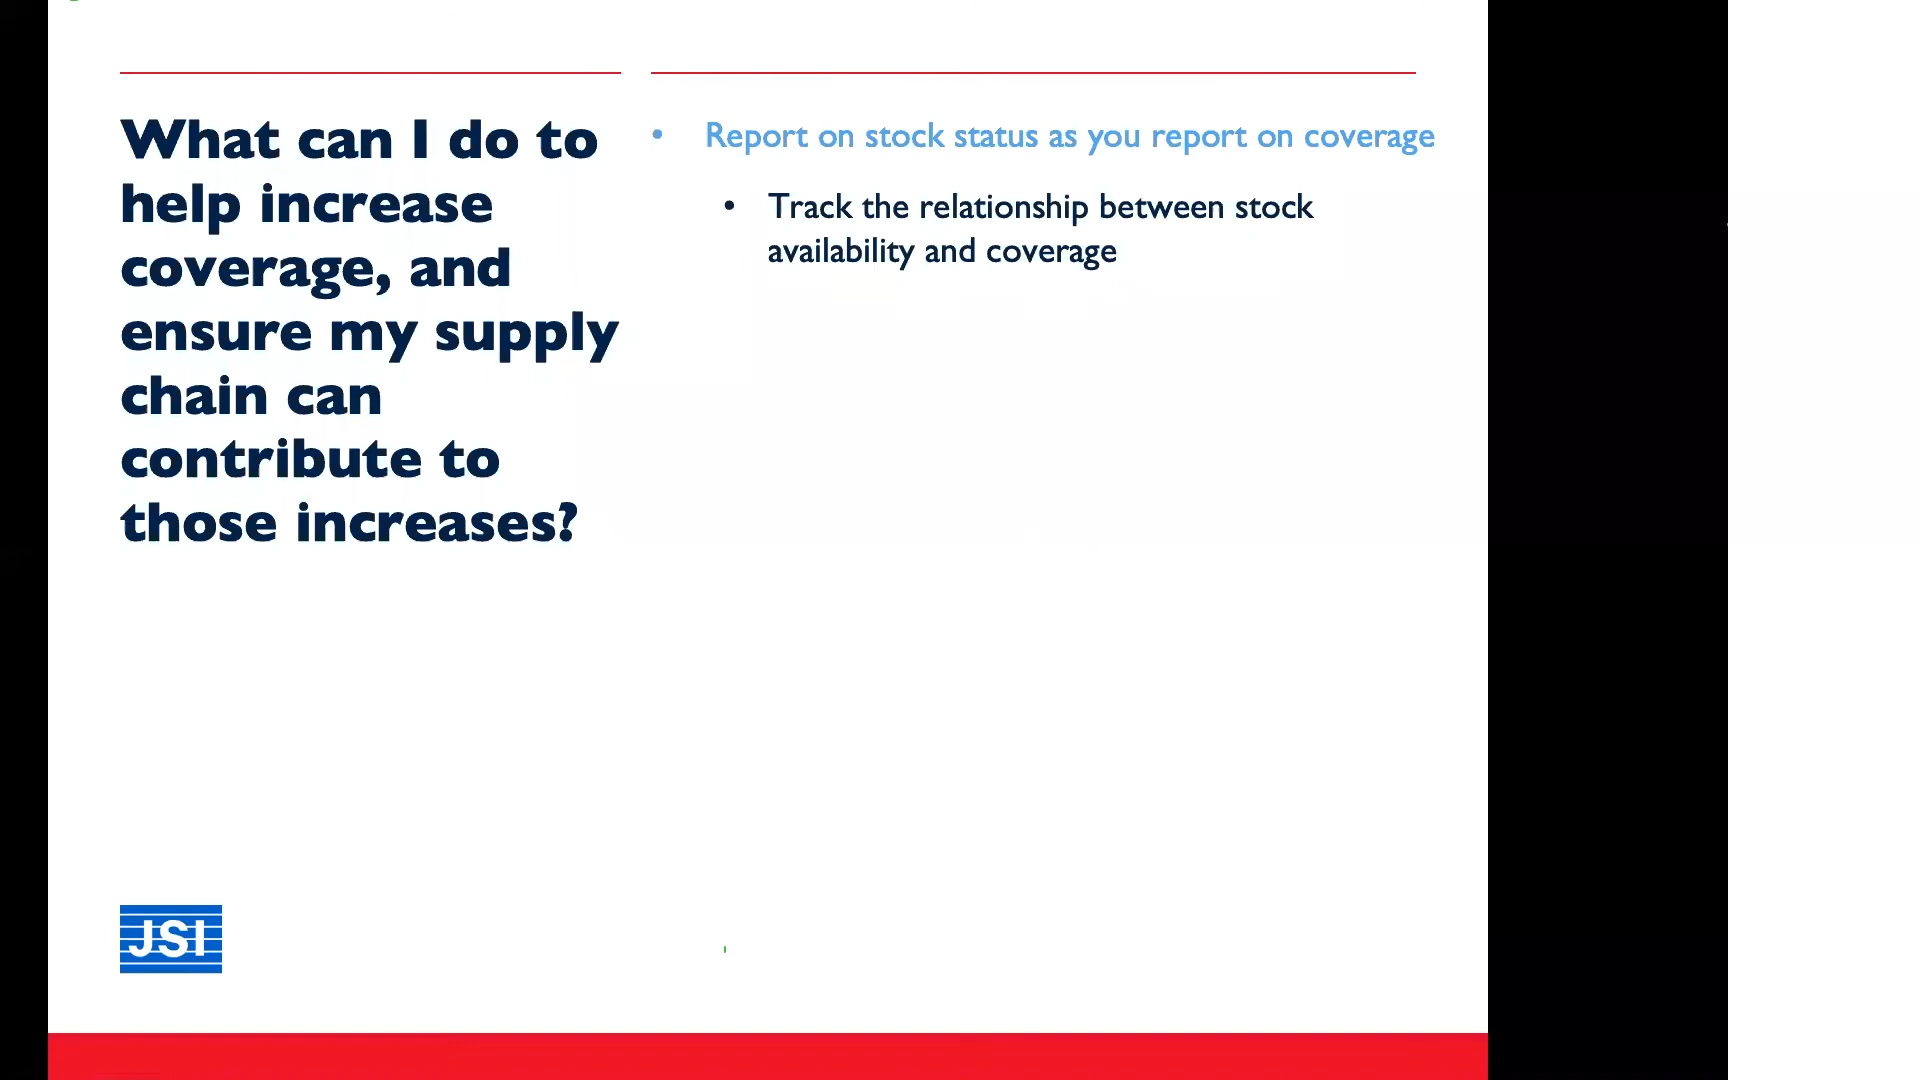 What can I do to
help increase
coverage, and
ensure my supply
chain can
contribute to
those increases?
• Report on stock status as you report on coverage
• Track the relationship between stock
availability and coverage
JSI